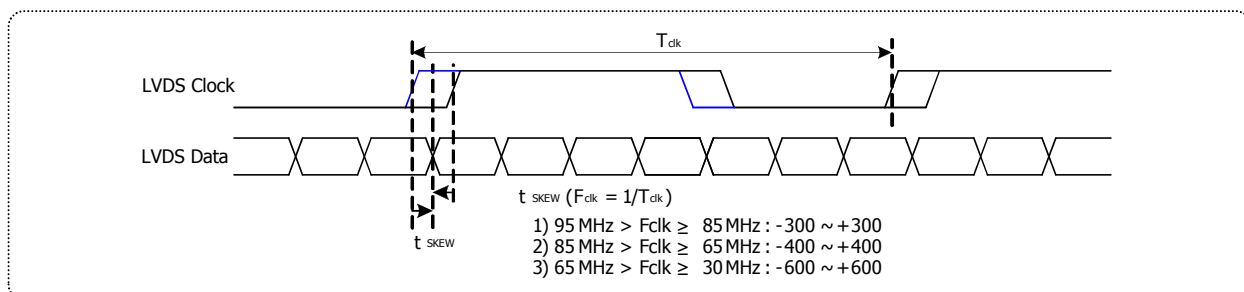 Tclk
LVDS Clock
LVDS Data
t SKEW (Fclk = 1/Tclk)
1) 95 MHz > Fclk ≥ 85 MHz : -300 ~ +300
t SKEW
2) 85 MHz > Fclk ≥ 65 MHz : -400 ~ +400
3) 65 MHz > Fclk ≥ 30 MHz : -600 ~ +600